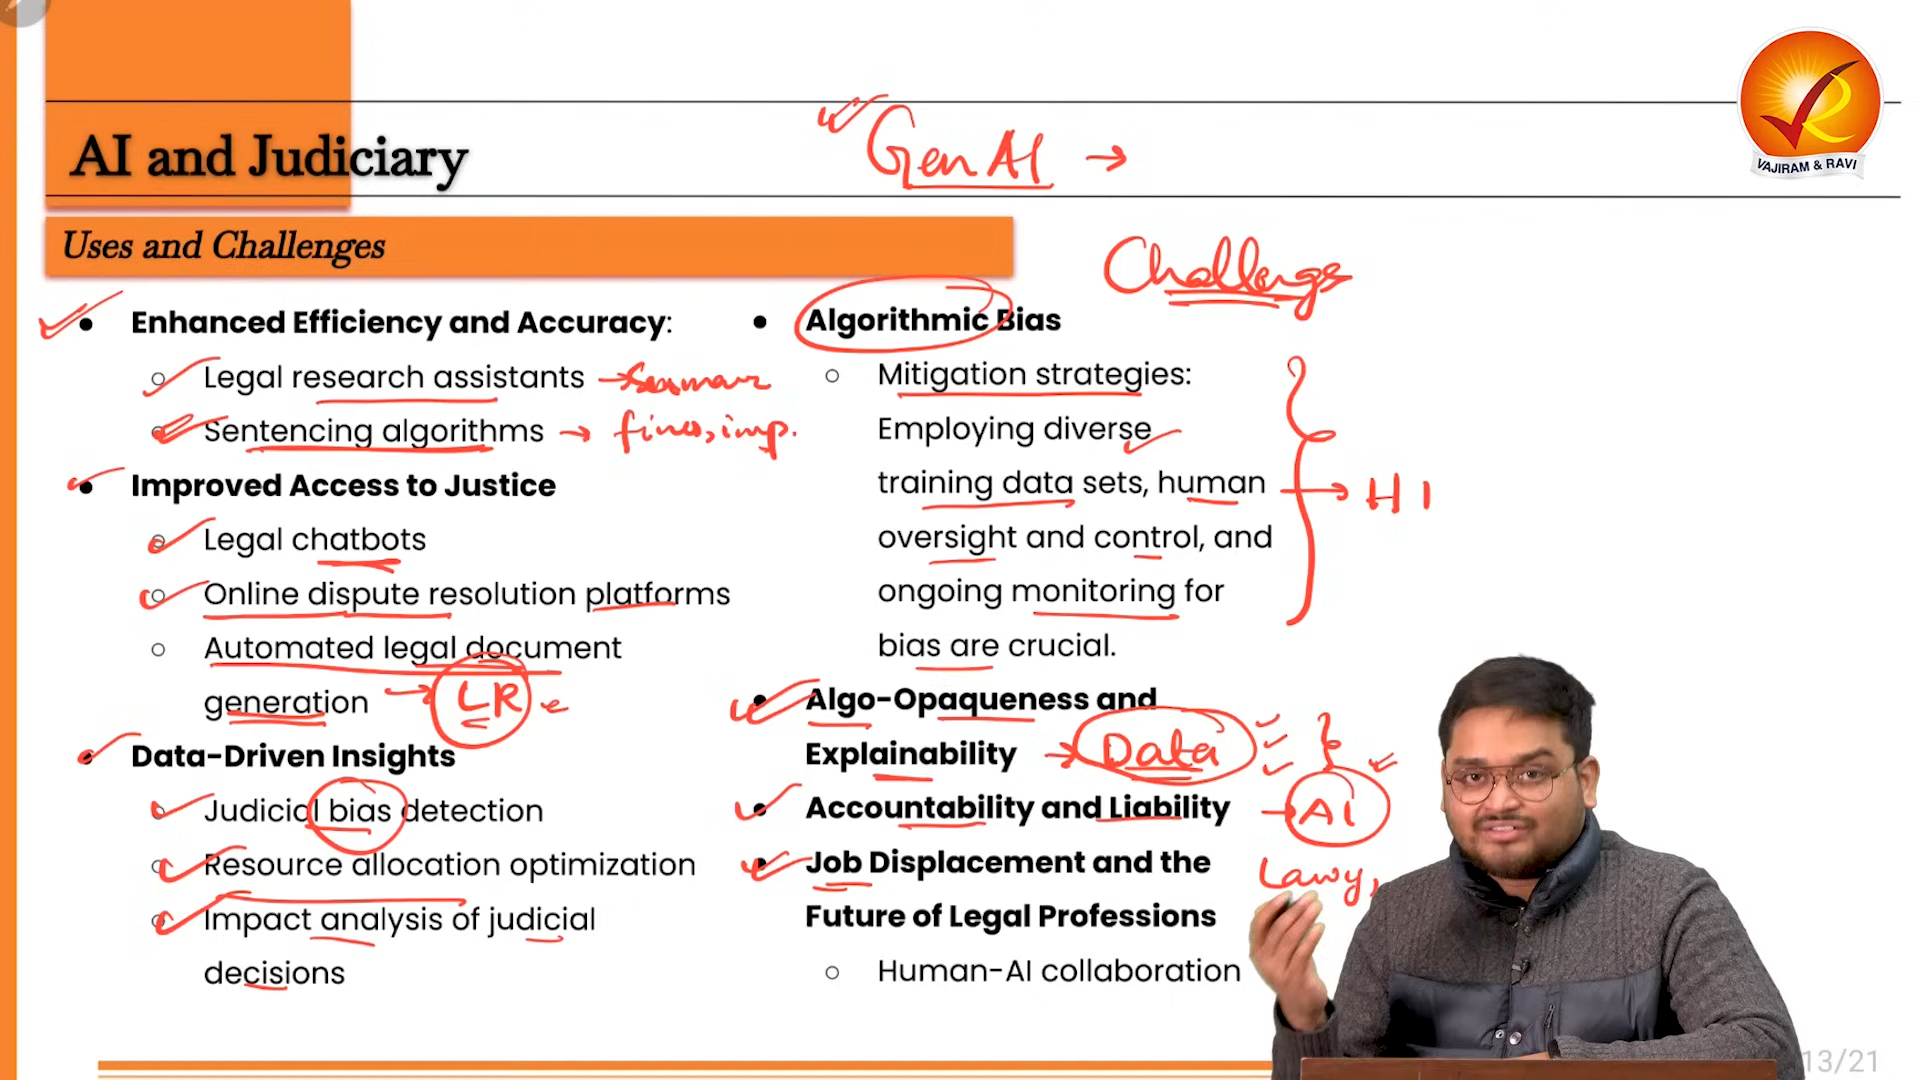 AI and Judiciary
GenAI →
VAJIRAM & RAVI
Uses and Challenges
Challenges
Enhanced Efficiency and Accuracy:
Legal research assistants →
Sentencing algorithms → fines, imp.
Improved Access to Justice
Legal chatbots
Online dispute resolution platforms
Automated legal document
generation → LR
Data-Driven Insights
Judicial bias detection
Resource allocation optimization
Impact analysis of judicial
decisions
Algorithmic Bias
Mitigation strategies:
Employing diverse
training data sets, human
oversight and control, and
ongoing monitoring for
bias are crucial.
→ HI
Algo-Opaqueness and
Explainability → Data
Accountability and Liability → AI
Job Displacement and the
Lawy,
Future of Legal Professions
Human-AI collaboration
13/21